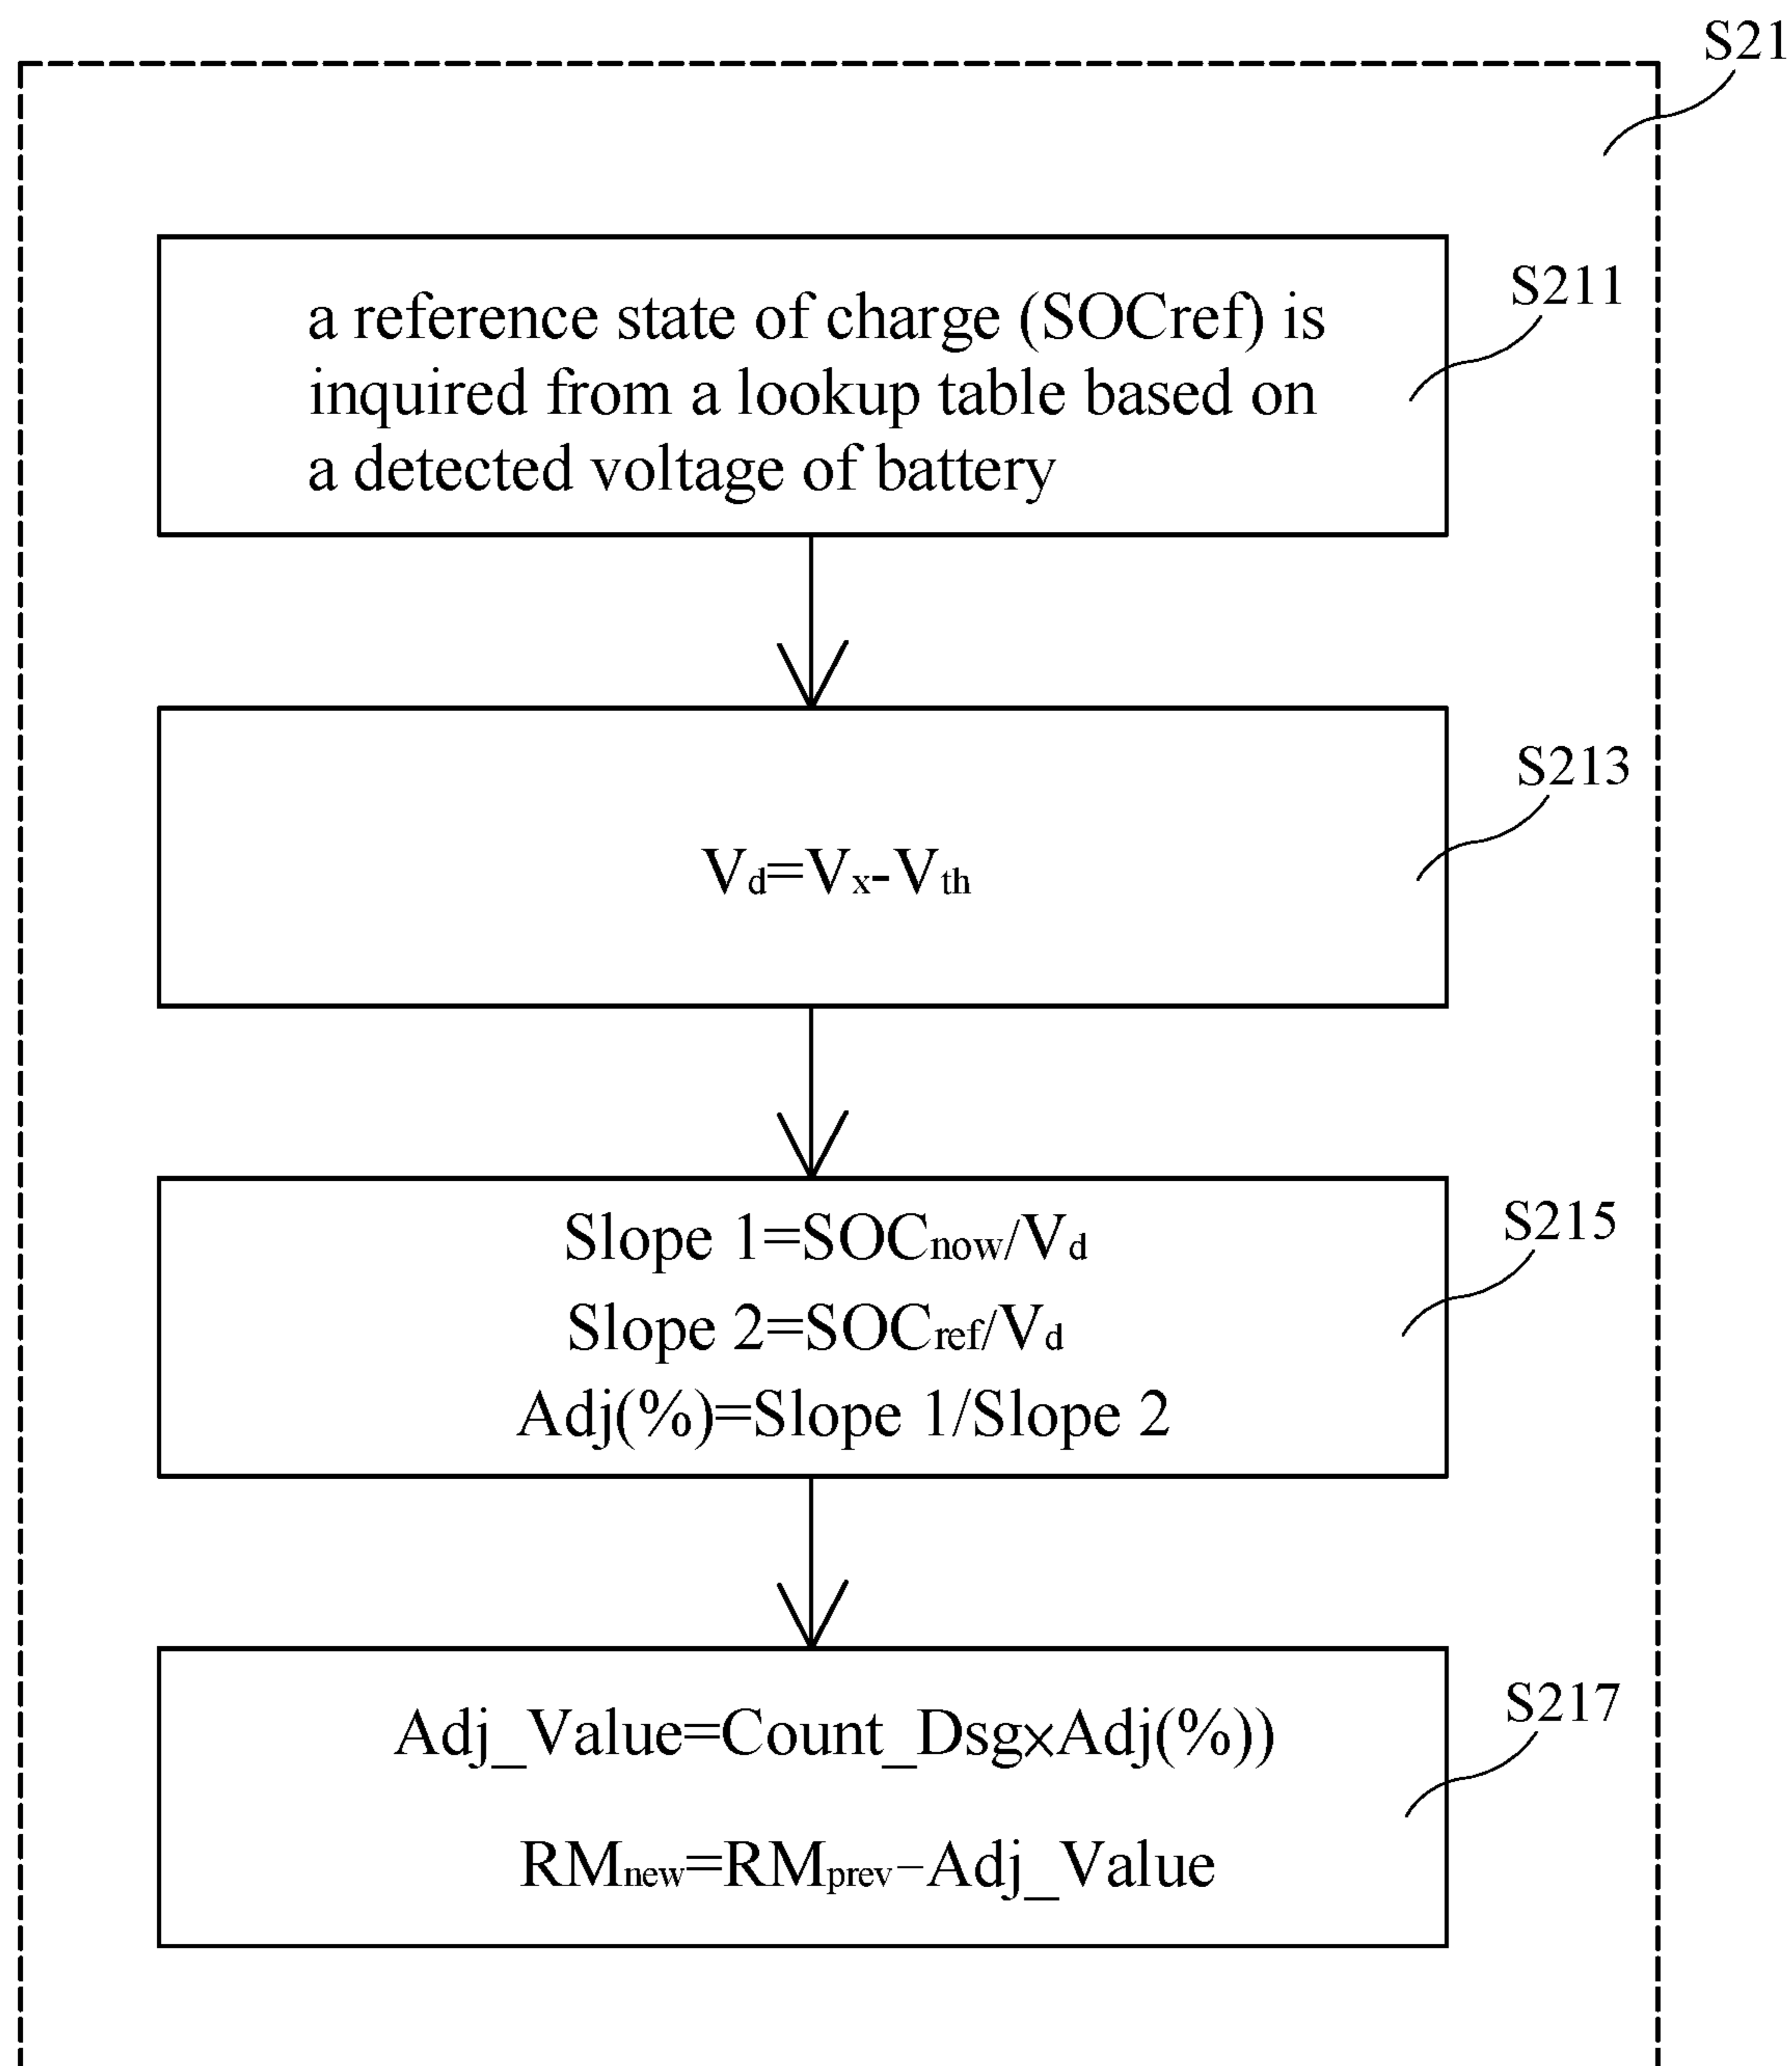 S21
a reference state of charge (SOCref) is
inquired from a lookup table based on
a detected voltage of battery
S211
Vd=Vx-Vth
S213
Slope 1=SOCnow/Vd
Slope 2=SOCref/Vd
Adj(%)=Slope 1/Slope 2
S215
Adj_Value=Count_Dsg×Adj(%))
RMnew=RMprev−Adj_Value
S217